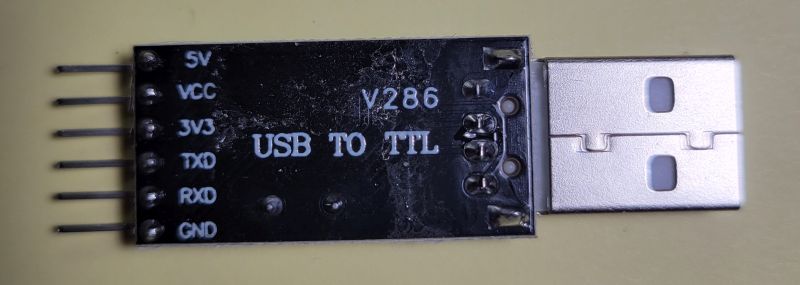 5V
VCC
3V3
TXD
RXD
GND
V286
USB TO TTL